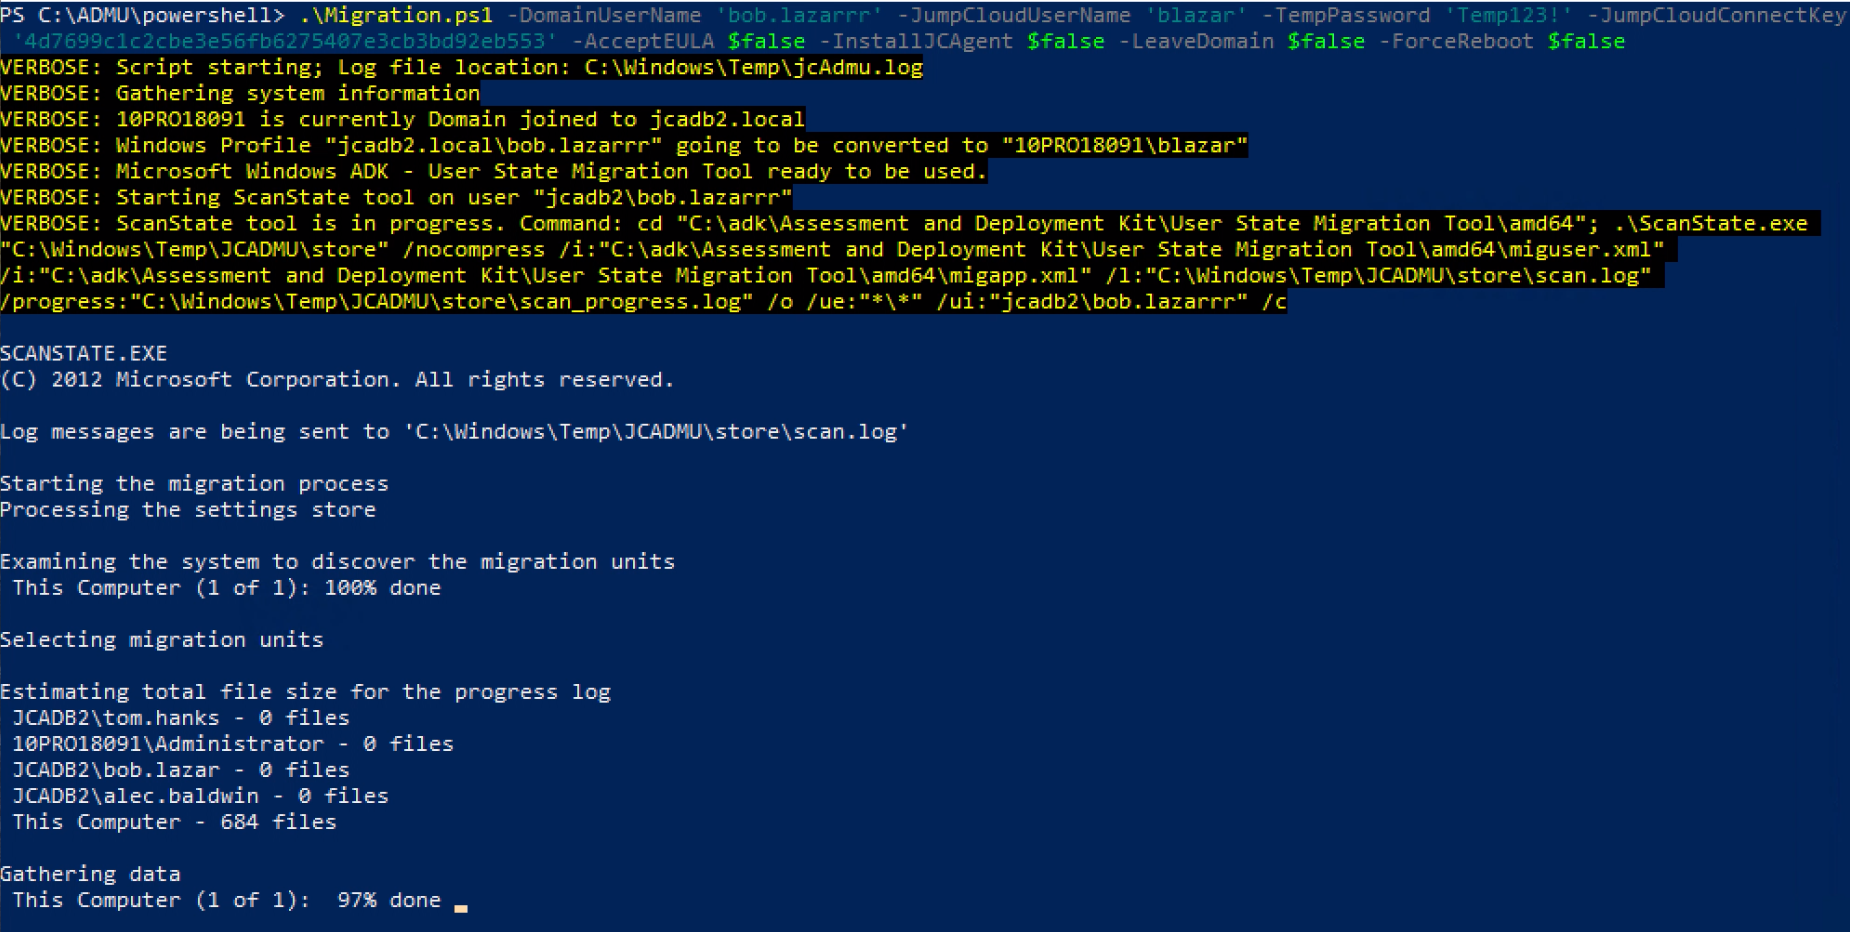 PS C:\ADMU\powershell> .\Migration.ps1 -DomainUserName 'bob.lazarrr' -JumpCloudUserName 'blazar' -TempPassword 'Temp123!' -JumpCloudConnectKey
'4d7699c1c2cbe3e56fb6275407e3cb3bd92eb553' -AcceptEULA $false -InstallJCAgent $false -LeaveDomain $false -ForceReboot $false
VERBOSE: Script starting; Log file location: C:\Windows\Temp\jcAdmu.log
VERBOSE: Gathering system information
VERBOSE: 10PRO18091 is currently Domain joined to jcadb2.local
VERBOSE: Windows Profile "jcadb2.local\bob.lazarrr" going to be converted to "10PRO18091\blazar"
VERBOSE: Microsoft Windows ADK - User State Migration Tool ready to be used.
VERBOSE: Starting ScanState tool on user "jcadb2\bob.lazarrr"
VERBOSE: ScanState tool is in progress. Command: cd "C:\adk\Assessment and Deployment Kit\User State Migration Tool\amd64"; .\ScanState.exe
"C:\Windows\Temp\JCADMU\store" /nocompress /i:"C:\adk\Assessment and Deployment Kit\User State Migration Tool\amd64\miguser.xml"
/i:"C:\adk\Assessment and Deployment Kit\User State Migration Tool\amd64\migapp.xml" /l:"C:\Windows\Temp\JCADMU\store\scan.log"
/progress:"C:\Windows\Temp\JCADMU\store\scan_progress.log" /o /ue:"*\*" /ui:"jcadb2\bob.lazarrr" /c
SCANSTATE.EXE
(C) 2012 Microsoft Corporation. All rights reserved.
Log messages are being sent to 'C:\Windows\Temp\JCADMU\store\scan.log'
Starting the migration process
Processing the settings store
Examining the system to discover the migration units
This Computer (1 of 1): 100% done
Selecting migration units
Estimating total file size for the progress log
JCADB2\tom.hanks - 0 files
10PRO18091\Administrator - 0 files
JCADB2\bob.lazar - 0 files
JCADB2\alec.baldwin - 0 files
This Computer - 684 files
Gathering data
This Computer (1 of 1):  97% done